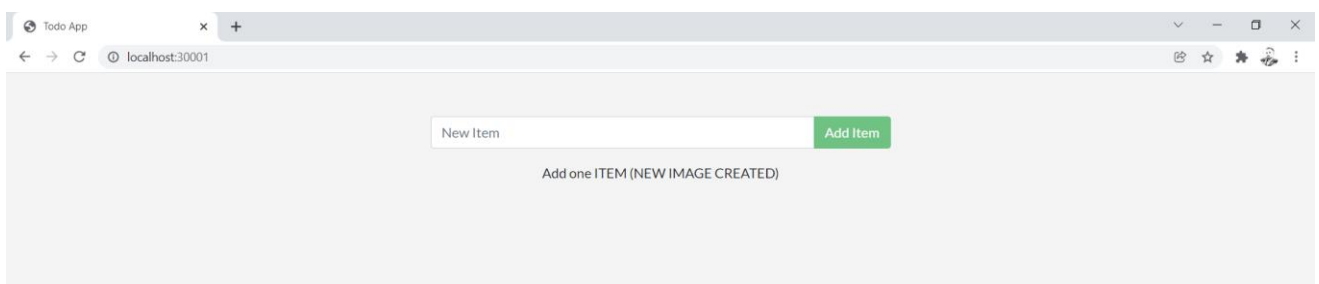 Todo App
localhost:30001
New Item
Add Item
Add one ITEM (NEW IMAGE CREATED)